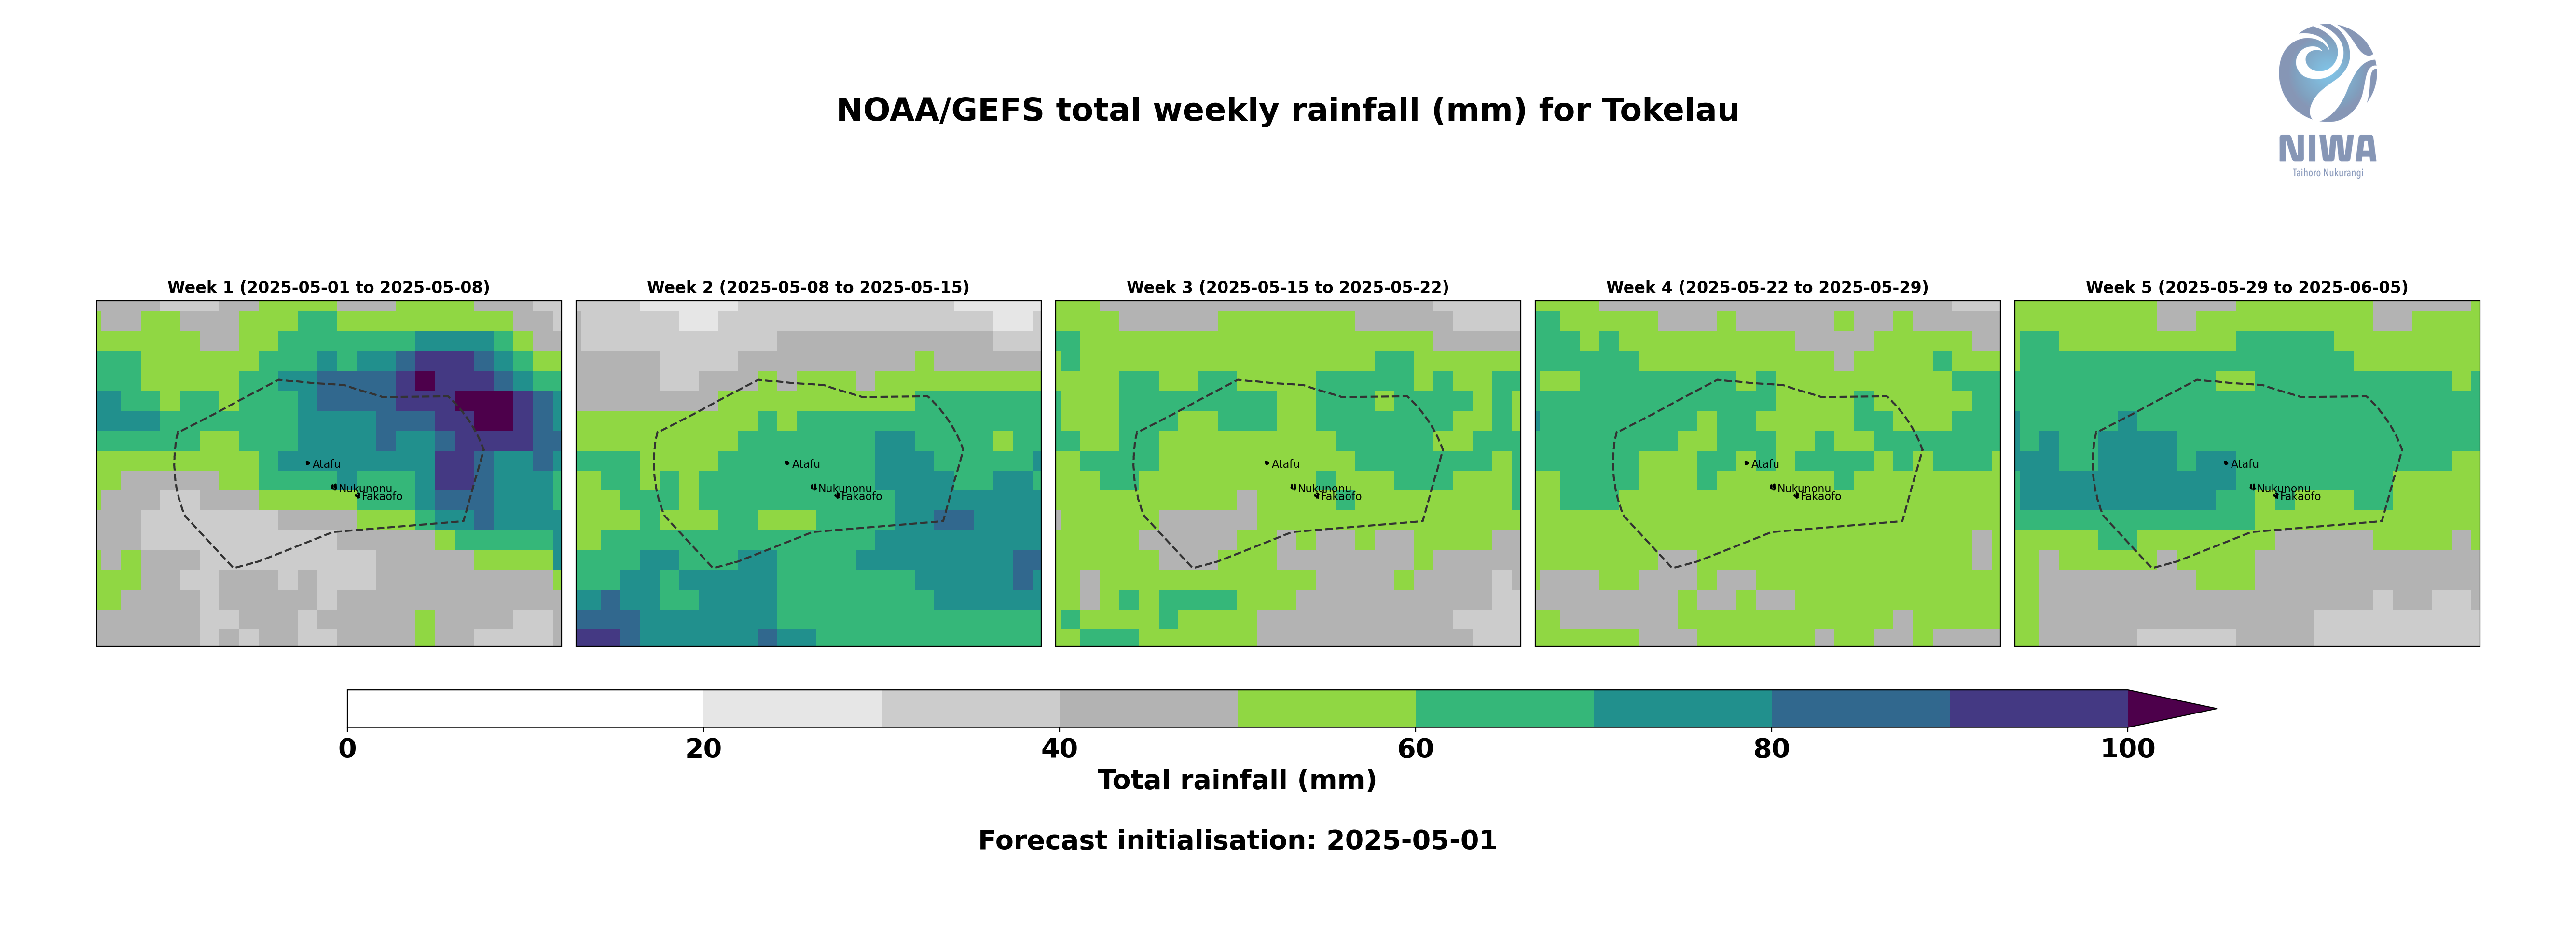 NOAA/GEFS total weekly rainfall (mm) for Tokelau
NIWA
Taihoro Nukurangi
Week 1 (2025-05-01 to 2025-05-08)
Week 2 (2025-05-08 to 2025-05-15)
Week 3 (2025-05-15 to 2025-05-22)
Week 4 (2025-05-22 to 2025-05-29)
Week 5 (2025-05-29 to 2025-06-05)
Atafu
Nukunonu
Fakaofo
Atafu
Nukunonu
Fakaofo
Atafu
Nukunonu
Fakaofo
Atafu
Nukunonu
Fakaofo
Atafu
Nukunonu
Fakaofo
0 20 40 60 80 100
Total rainfall (mm)
Forecast initialisation: 2025-05-01